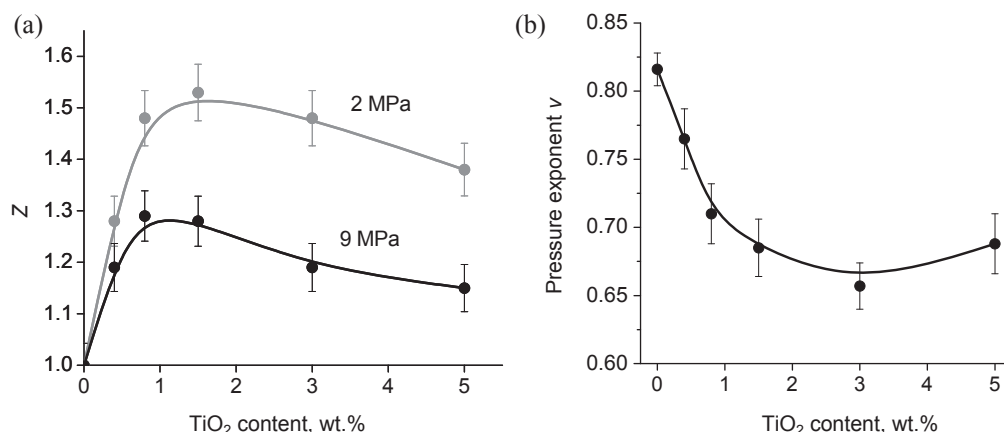 (a)
1.6
1.5
1.4
1.3
1.2
1.1
1.0
Z
2 MPa
9 MPa
0 1 2 3 4 5
TiO2 content, wt.%
(b)
0.85
0.80
0.75
0.70
0.65
0.60
Pressure exponent v
0 1 2 3 4 5
TiO2 content, wt.%